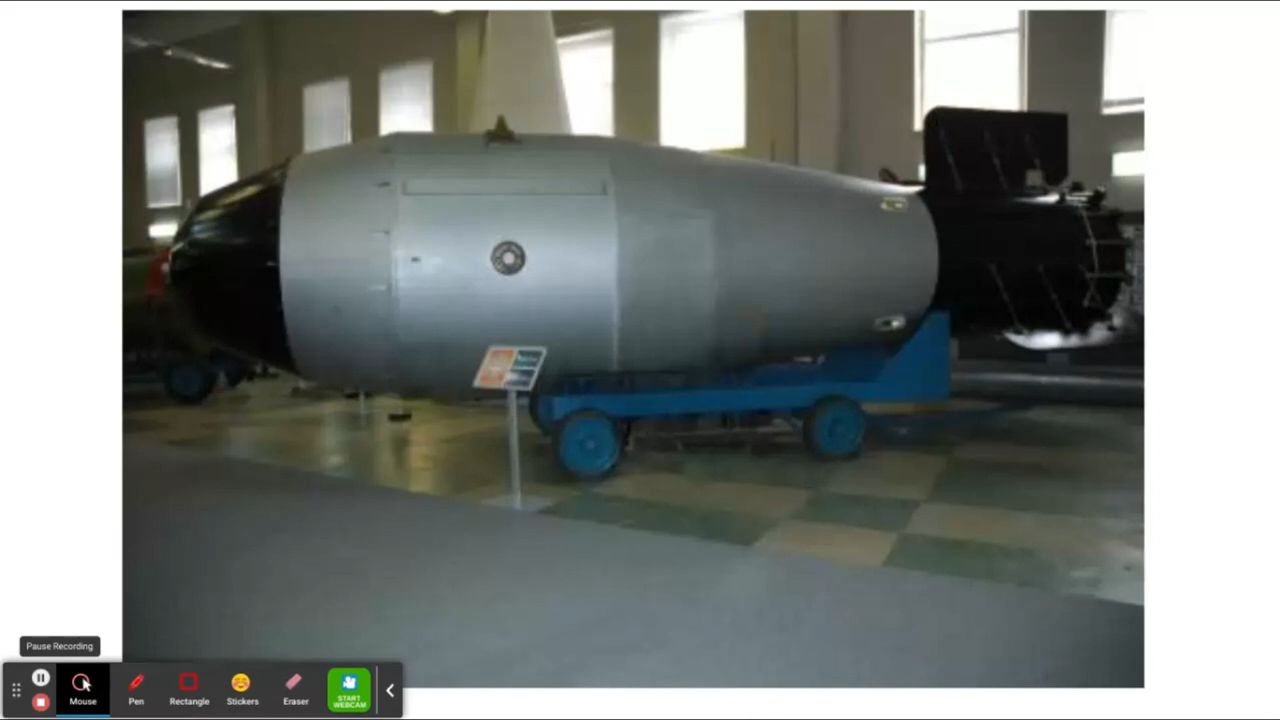 Pause Recording
Mouse
Pen
Rectangle
Stickers
Eraser
START
WEBCAM